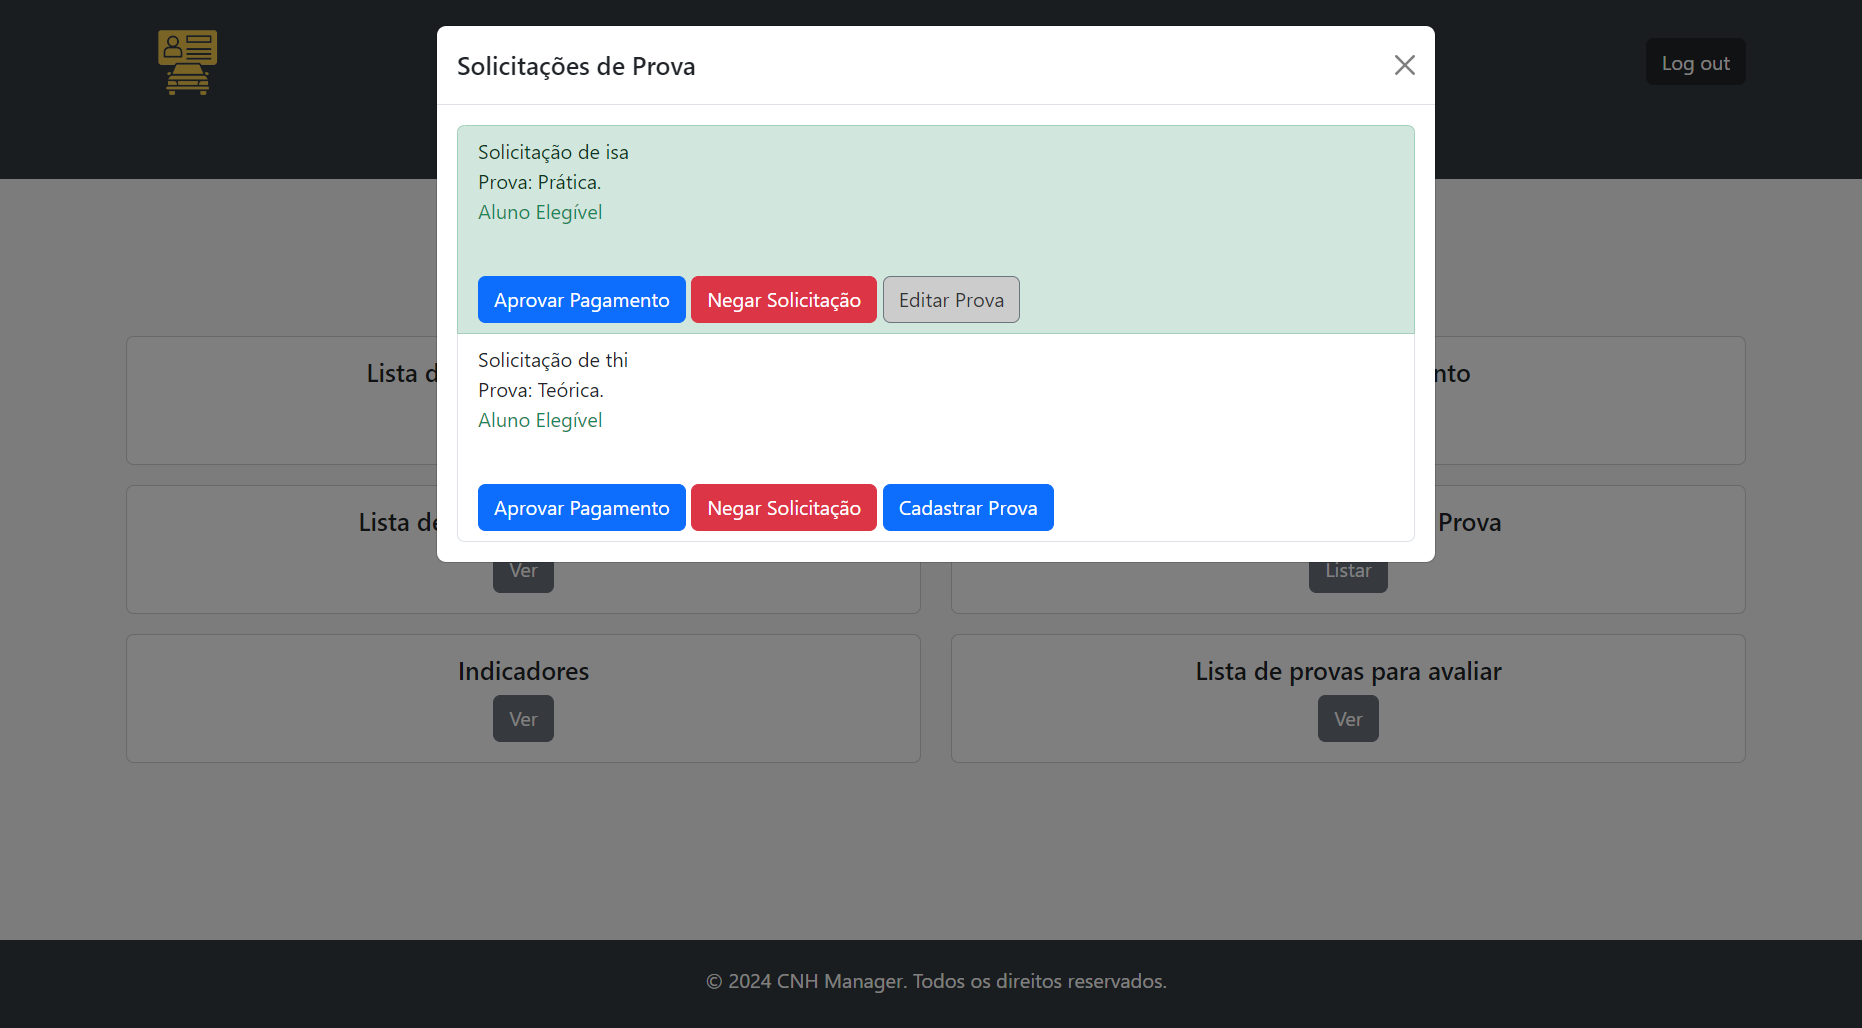 Log out
Solicitações de Prova
Solicitação de isa
Prova: Prática.
Aluno Elegível
Aprovar Pagamento Negar Solicitação Editar Prova
Solicitação de thi
Prova: Teórica.
Aluno Elegível
Aprovar Pagamento Negar Solicitação Cadastrar Prova
Lista
Lista
Prova
Ver
Listar
Indicadores
Ver
Lista de provas para avaliar
Ver
© 2024 CNH Manager. Todos os direitos reservados.